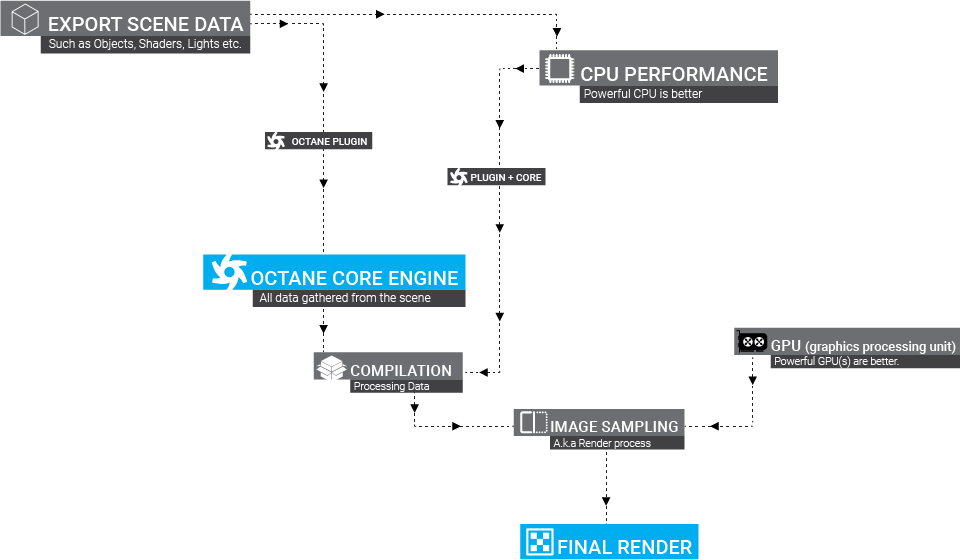 EXPORT SCENE DATA
Such as Objects, Shaders, Lights etc.
CPU PERFORMANCE
Powerful CPU is better
OCTANE PLUGIN
PLUGIN + CORE
OCTANE CORE ENGINE
All data gathered from the scene
GPU (graphics processing unit)
Powerful GPU(s) are better.
COMPILATION
Processing Data
IMAGE SAMPLING
A.k.a Render process
FINAL RENDER